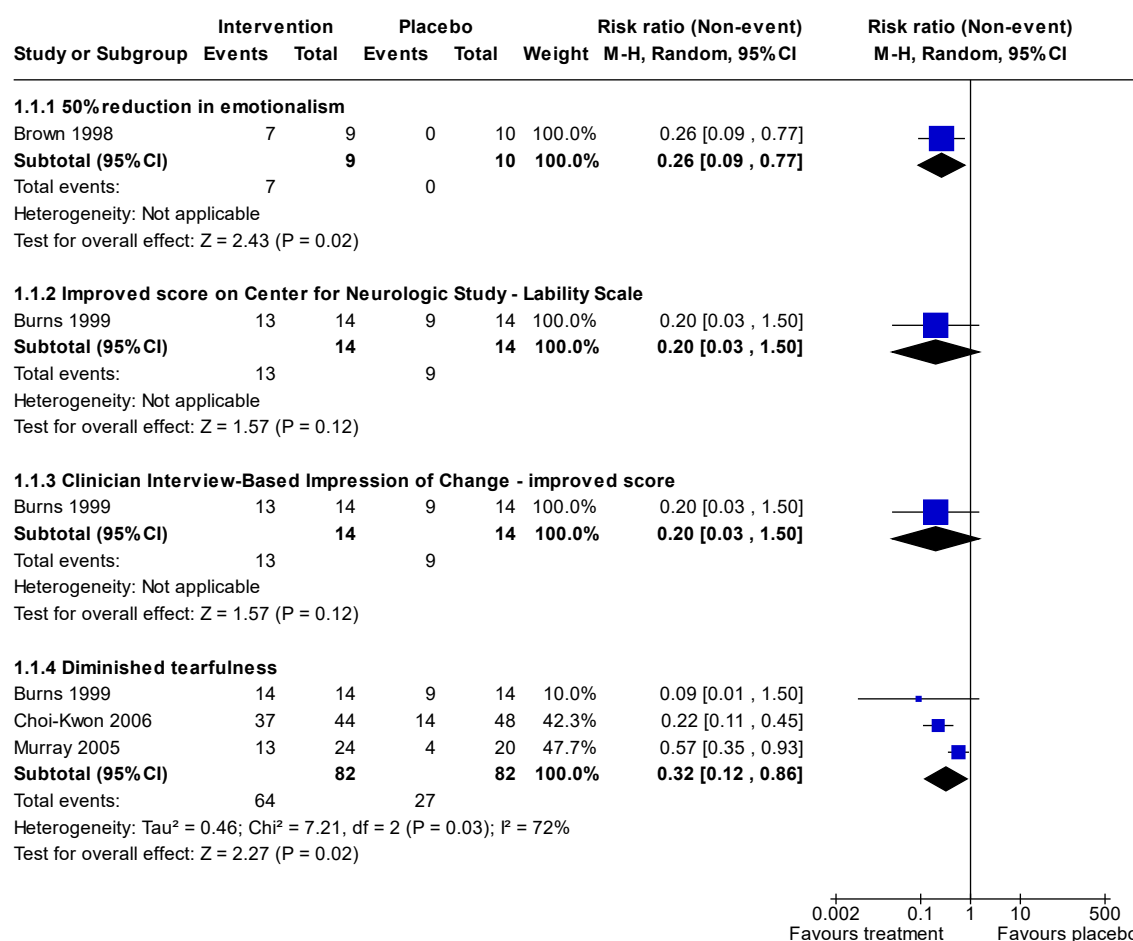 Intervention Placebo Risk ratio (Non-event) Risk ratio (Non-event)
Study or Subgroup Events Total Events Total Weight M-H, Random, 95%CI M-H, Random, 95%CI
1.1.1 50%reduction in emotionalism
Brown 1998 7 9 0 10 100.0% 0.26 [0.09 , 0.77]
Subtotal (95%CI) 9 10 100.0% 0.26 [0.09 , 0.77]
Total events: 7 0
Heterogeneity: Not applicable
Test for overall effect: Z = 2.43 (P = 0.02)
1.1.2 Improved score on Center for Neurologic Study - Lability Scale
Burns 1999 13 14 9 14 100.0% 0.20 [0.03 , 1.50]
Subtotal (95%CI) 14 14 100.0% 0.20 [0.03 , 1.50]
Total events: 13 9
Heterogeneity: Not applicable
Test for overall effect: Z = 1.57 (P = 0.12)
1.1.3 Clinician Interview-Based Impression of Change - improved score
Burns 1999 13 14 9 14 100.0% 0.20 [0.03 , 1.50]
Subtotal (95%CI) 14 14 100.0% 0.20 [0.03 , 1.50]
Total events: 13 9
Heterogeneity: Not applicable
Test for overall effect: Z = 1.57 (P = 0.12)
1.1.4 Diminished tearfulness
Burns 1999 14 14 9 14 10.0% 0.09 [0.01 , 1.50]
Choi-Kwon 2006 37 44 14 48 42.3% 0.22 [0.11 , 0.45]
Murray 2005 13 24 4 20 47.7% 0.57 [0.35 , 0.93]
Subtotal (95%CI) 82 82 100.0% 0.32 [0.12 , 0.86]
Total events: 64 27
Heterogeneity: Tau² = 0.46; Chi² = 7.21, df = 2 (P = 0.03); I² = 72%
Test for overall effect: Z = 2.27 (P = 0.02)
0.002 0.1 1 10 500
Favours treatment Favours placebo